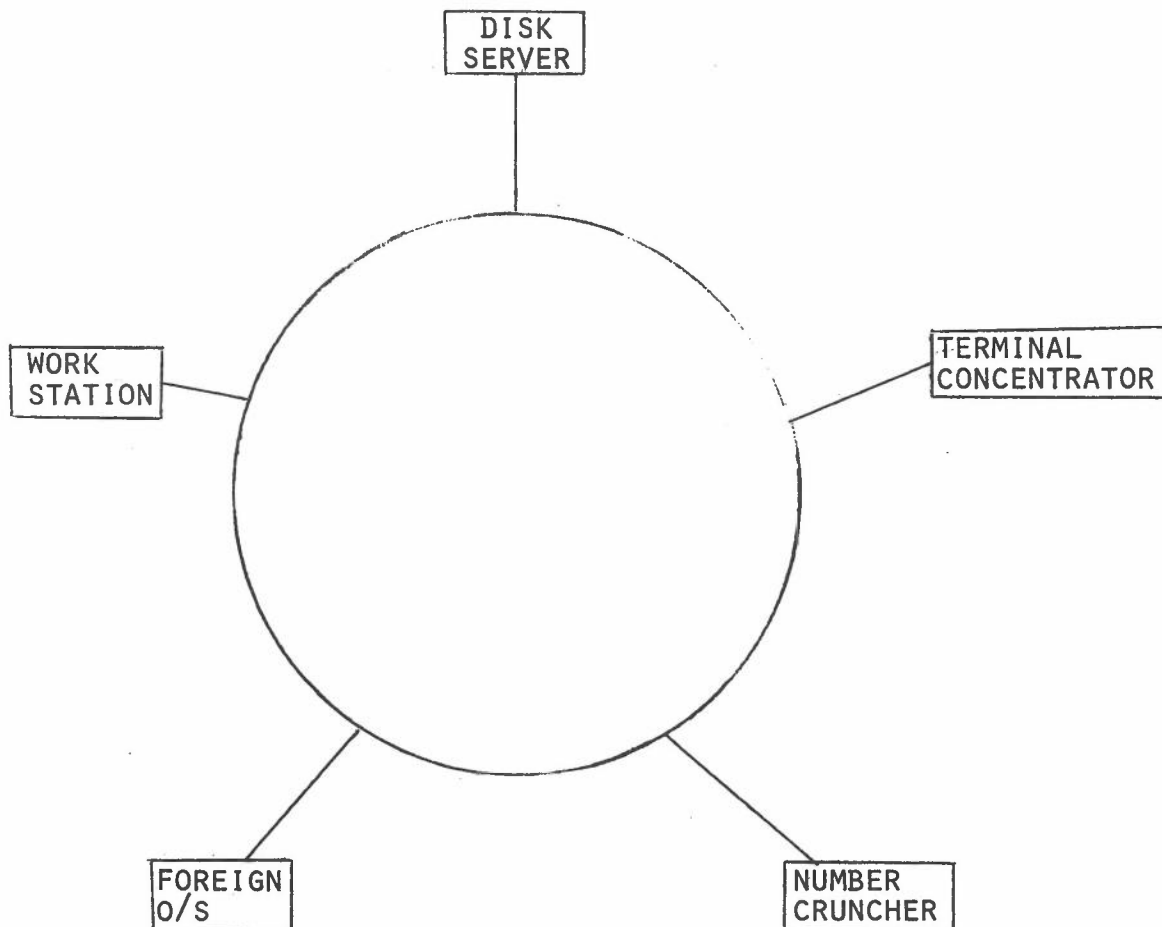 DISK
SERVER
WORK
STATION
TERMINAL
CONCENTRATOR
FOREIGN
O/S
NUMBER
CRUNCHER